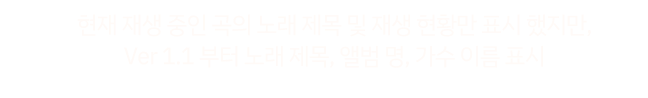 현재 재생 중인 곡의 노래 제목 및 재생 현황만 표시 했지만,
Ver 1.1 부터 노래 제목, 앨범 명, 가수 이름 표시